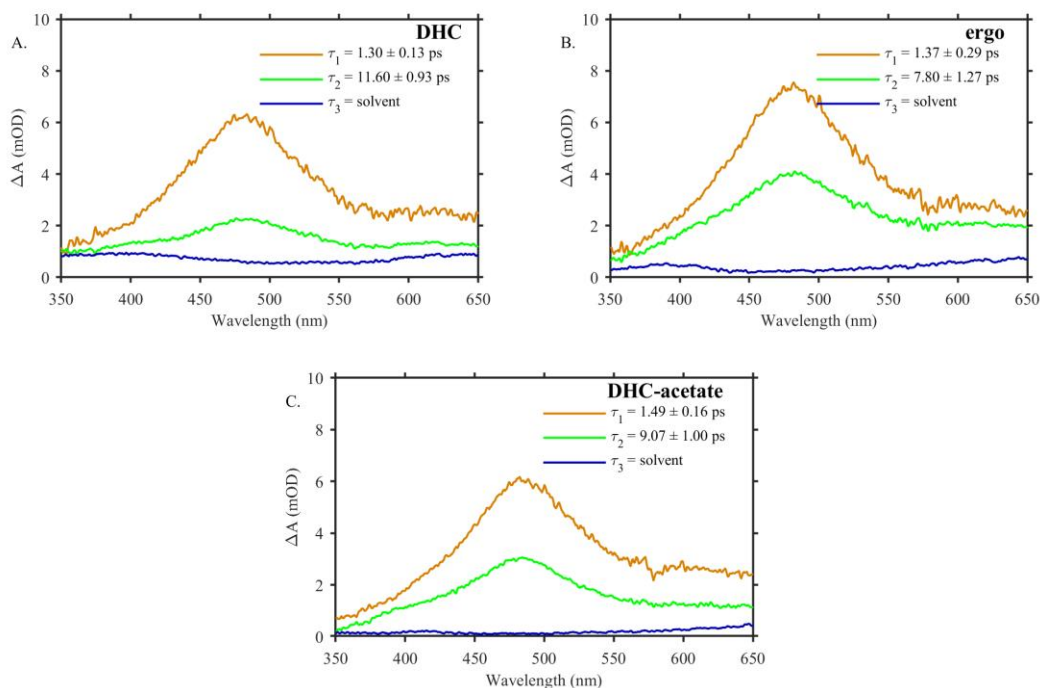 A.
DHC
τ1 = 1.30 ± 0.13 ps
τ2 = 11.60 ± 0.93 ps
τ3 = solvent
10
8
6
4
2
0
ΔA (mOD)
350 400 450 500 550 600 650
Wavelength (nm)
B.
ergo
τ1 = 1.37 ± 0.29 ps
τ2 = 7.80 ± 1.27 ps
τ3 = solvent
10
8
6
4
2
0
ΔA (mOD)
350 400 450 500 550 600 650
Wavelength (nm)
C.
DHC-acetate
τ1 = 1.49 ± 0.16 ps
τ2 = 9.07 ± 1.00 ps
τ3 = solvent
10
8
6
4
2
0
ΔA (mOD)
350 400 450 500 550 600 650
Wavelength (nm)